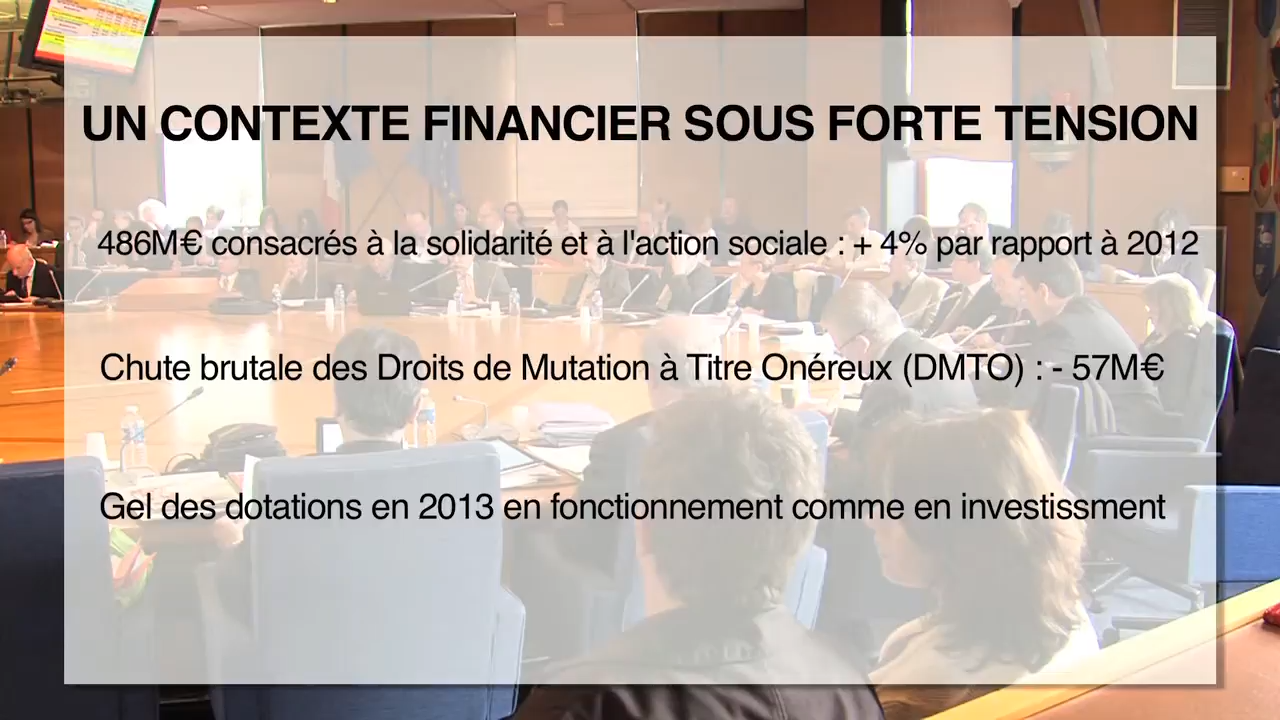 UN CONTEXTE FINANCIER SOUS FORTE TENSION
486M€ consacrés à la solidarité et à l'action sociale : + 4% par rapport à 2012
Chute brutale des Droits de Mutation à Titre Onéreux (DMTO) : - 57M€
Gel des dotations en 2013 en fonctionnement comme en investissment